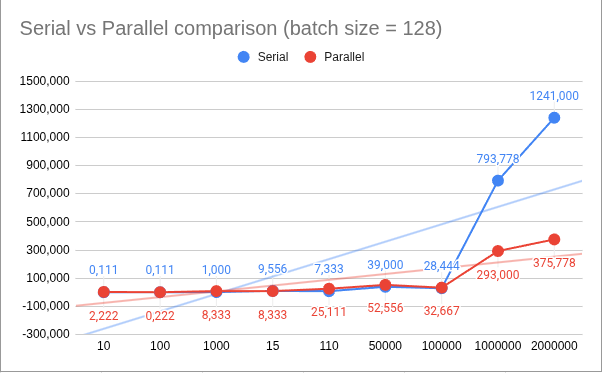 Serial vs Parallel comparison (batch size = 128)
Serial Parallel
1500,000
1300,000
1100,000
900,000
700,000
500,000
300,000
100,000
-100,000
-300,000
0,111 0,111 1,000 9,556 7,333 39,000 28,444 793,778 1241,000
2,222 0,222 8,333 8,333 25,111 52,556 32,667 293,000 375,778
10 100 1000 15 110 50000 100000 1000000 2000000